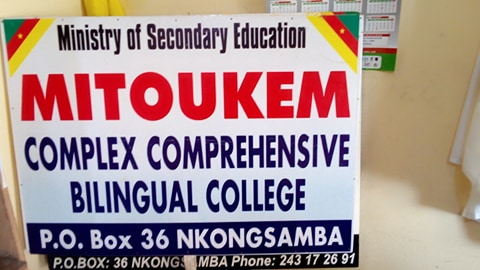 Ministry of Secondary Education
MITOUKEM
COMPLEX COMPREHENSIVE
BILINGUAL COLLEGE
P.O. Box 36 NKONGSAMBA
P.O.BOX: 36 NKONGSAMBA Phone: 243 17 26 91